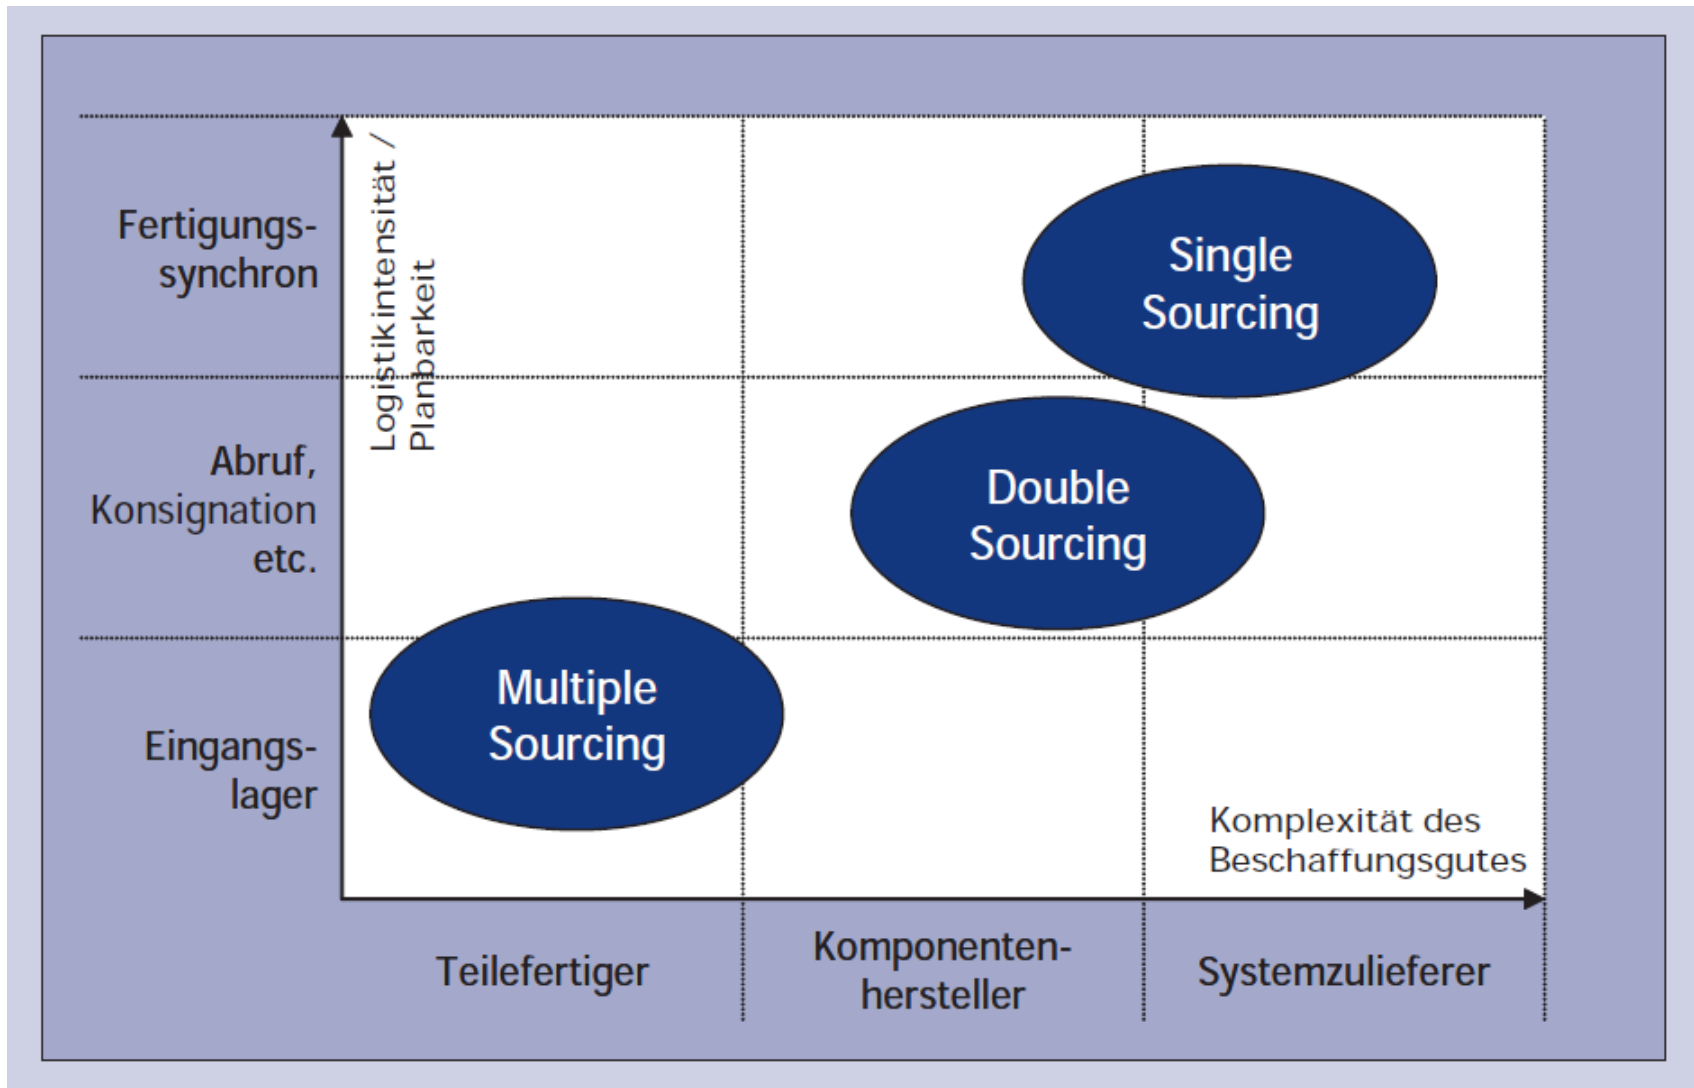 Fertigungs-
synchron
Logistikintensität /
Planbarkeit
Single
Sourcing
Abruf,
Konsignation
etc.
Double
Sourcing
Multiple
Sourcing
Eingangs-
lager
Komplexität des
Beschaffungsgutes
Teilefertiger
Komponenten-
hersteller
Systemzulieferer